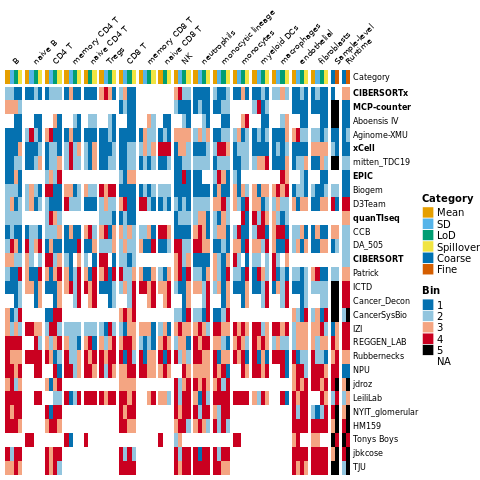 B
naive B
CD4 T
memory CD4 T
naive CD4 T
Tregs
CD8 T
memory CD8 T
naive CD8 T
NK
neutrophils
monocytic lineage
monocytes
myeloid DCs
macrophages
endothelial
fibroblasts
Sample-level
Runtime
Category
CIBERSORTx
MCP-counter
Aboensis IV
Aginome-XMU
xCell
mitten_TDC19
EPIC
Biogem
D3Team
quanTIseq
CCB
DA_505
CIBERSORT
Patrick
ICTD
Cancer_Decon
CancerSysBio
IZI
REGGEN_LAB
Rubbernecks
NPU
jdroz
LeiliLab
NYIT_glomerular
HM159
Tonys Boys
jbkcose
TJU
Category
Mean
SD
LoD
Spillover
Coarse
Fine
Bin
1
2
3
4
5
NA